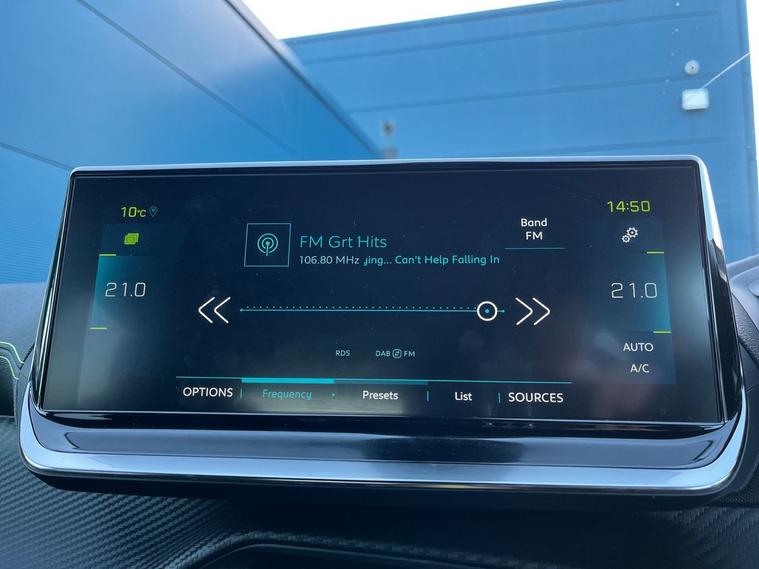 10°C
14:50
Band
FM
FM Grt Hits
106.80 MHz ying... Can't Help Falling In
21.0
21.0
RDS
DAB FM
AUTO
A/C
OPTIONS Frequency Presets List SOURCES